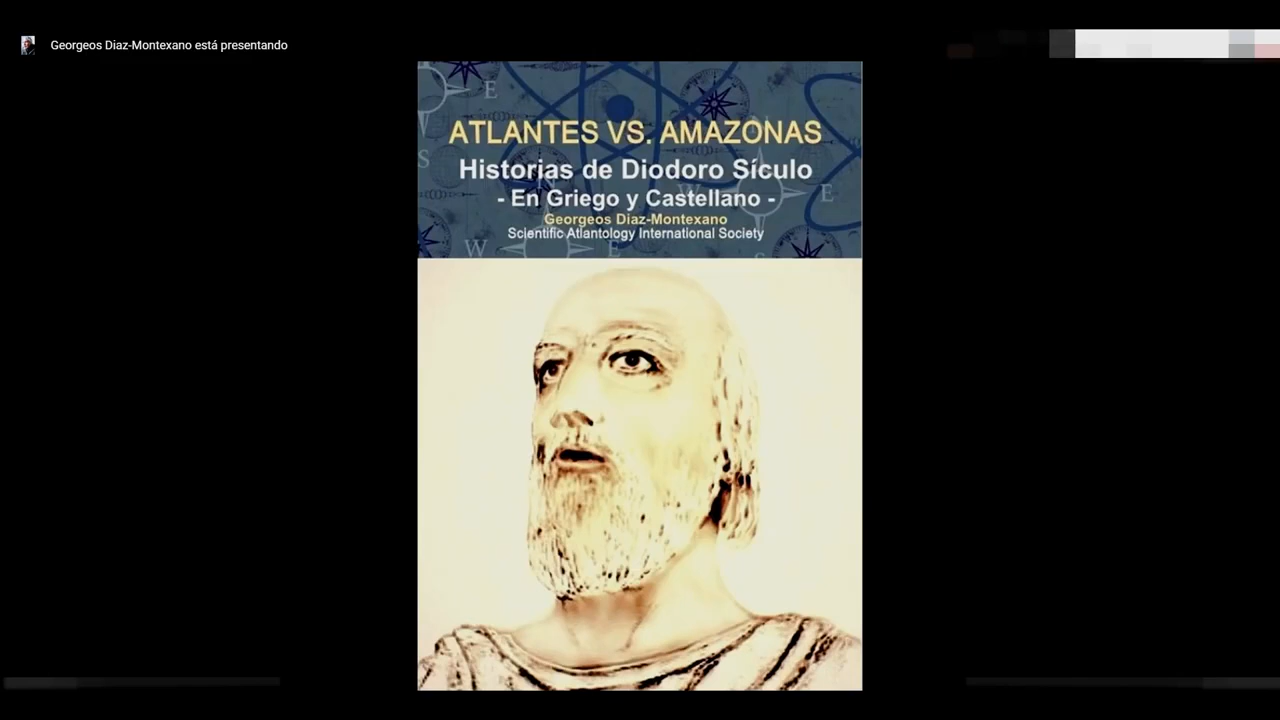 Georgeos Diaz-Montexano está presentando
E
ATLANTES VS. AMAZONAS
S
Historias de Diodoro Sículo
W
E
- En Griego y Castellano -
Georgeos Diaz-Montexano
Scientific Atlantology International Society
W
E